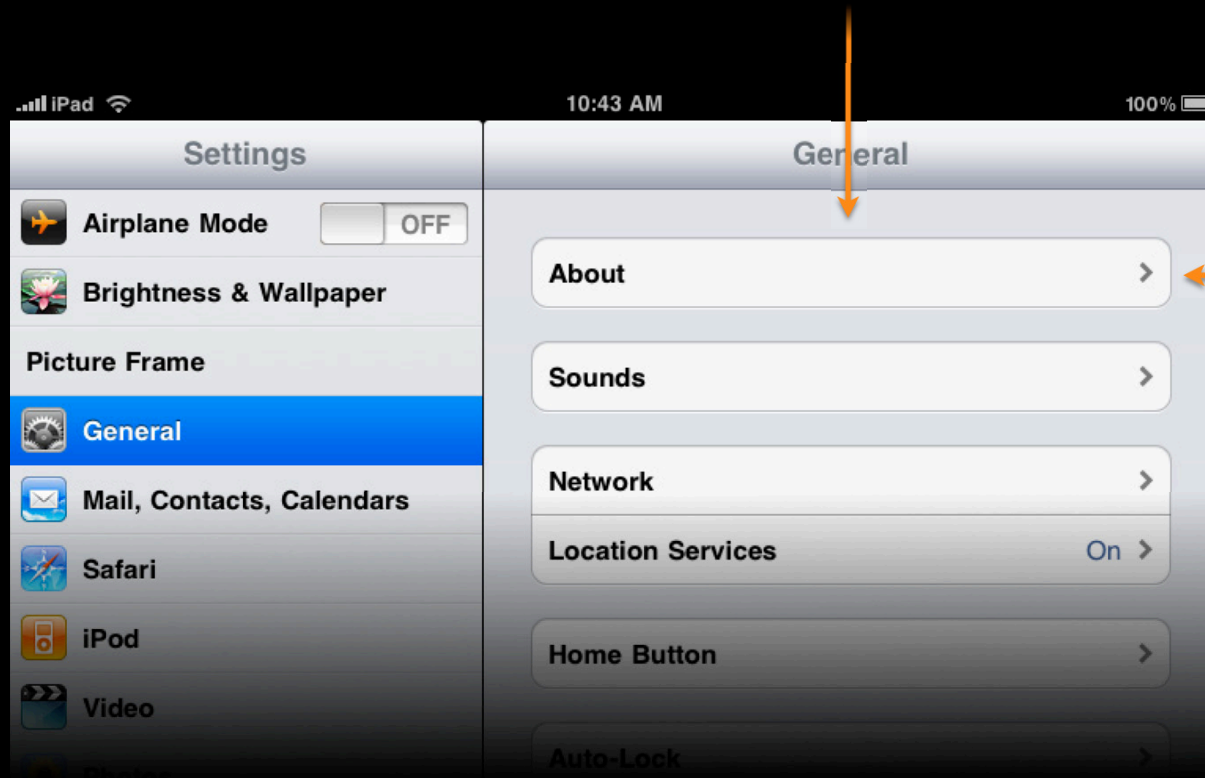 iPad
10:43 AM
100%
Settings
General
Airplane Mode OFF
Brightness & Wallpaper
Picture Frame
General
Mail, Contacts, Calendars
Safari
iPod
Video
Photos
About
Sounds
Network
Location Services On
Home Button
Auto-Lock